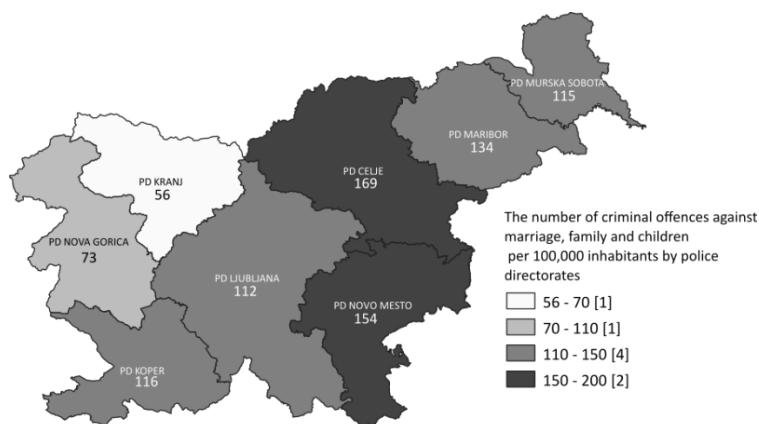 PD MURSKA SOBOTA
115
PD MARIBOR
134
PD CELJE
169
PD KRANJ
56
PD NOVA GORICA
73
PD LJUBLJANA
112
PD NOVO MESTO
154
PD KOPER
116
The number of criminal offences against
marriage, family and children
per 100,000 inhabitants by police
directorates
56 - 70 [1]
70 - 110 [1]
110 - 150 [4]
150 - 200 [2]